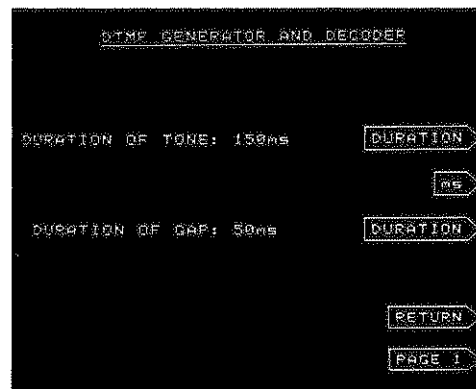 DTMF GENERATOR AND DECODER
DURATION OF TONE: 150ms DURATION
ms
DURATION OF GAP: 50ms DURATION
RETURN
PAGE 1